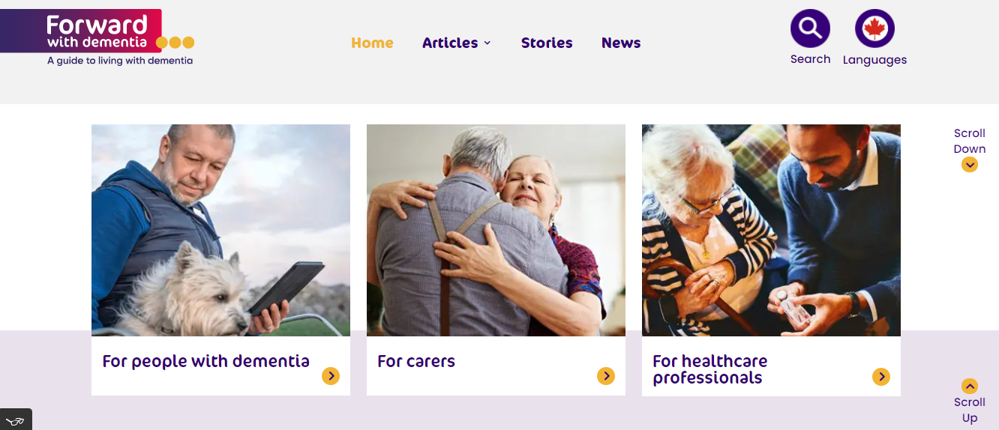 Forward
with dementia
A guide to living with dementia
Home
Articles
Stories
News
Search
Languages
Scroll
Down
For people with dementia
For carers
For healthcare
professionals
Scroll
Up